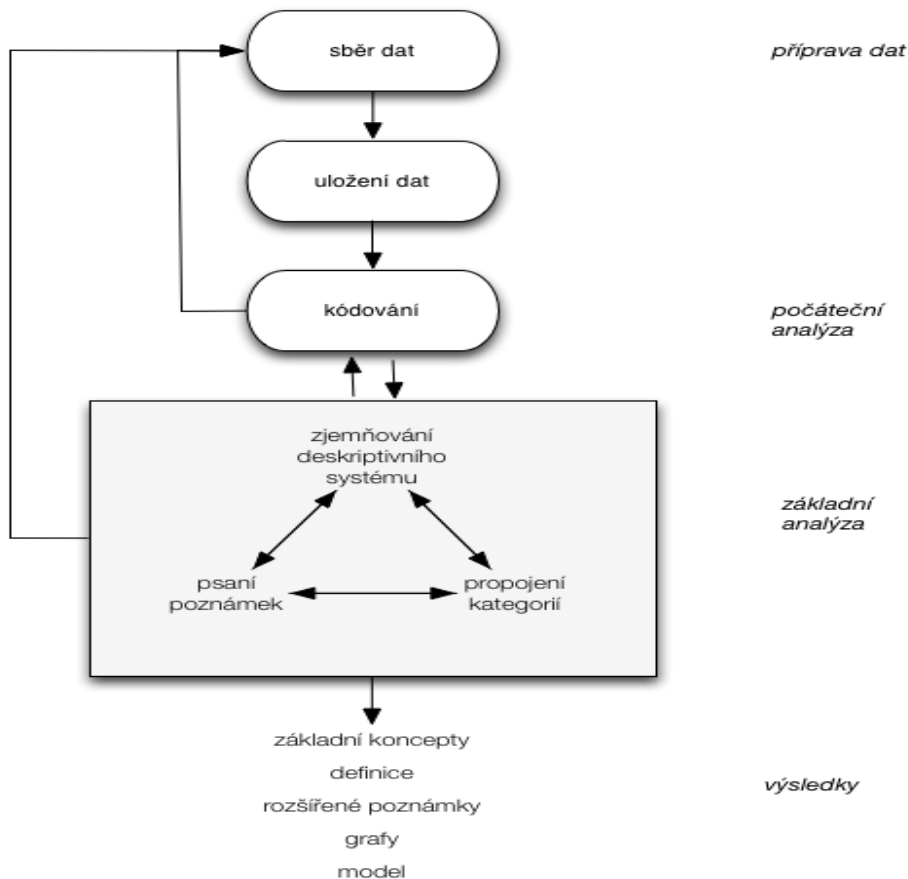 sběr dat
příprava dat
uložení dat
kódování
počáteční
analýza
zjemňování
deskriptivního
systému
základní
analýza
psaní
poznámek
propojení
kategorií
základní koncepty
definice
rozšířené poznámky
grafy
model
výsledky